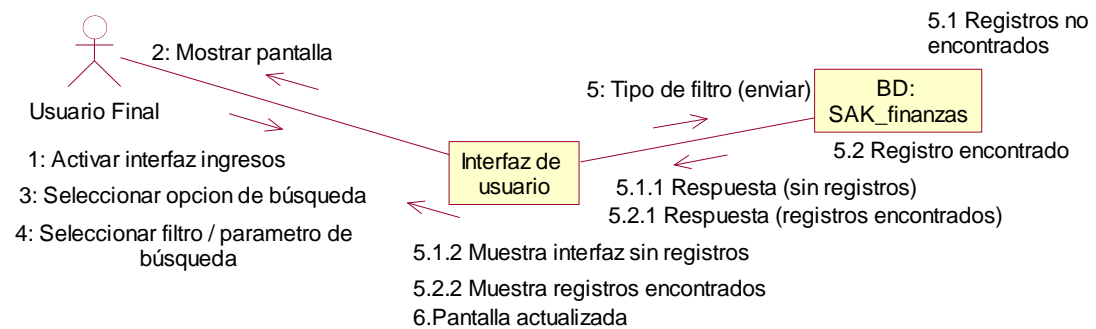 5.1 Registros no
encontrados
2: Mostrar pantalla
5: Tipo de filtro (enviar)
BD:
SAK_finanzas
Usuario Final
1: Activar interfaz ingresos
Interfaz de
usuario
5.2 Registro encontrado
3: Seleccionar opcion de búsqueda
5.1.1 Respuesta (sin registros)
5.2.1 Respuesta (registros encontrados)
4: Seleccionar filtro / parametro de
búsqueda
5.1.2 Muestra interfaz sin registros
5.2.2 Muestra registros encontrados
6.Pantalla actualizada